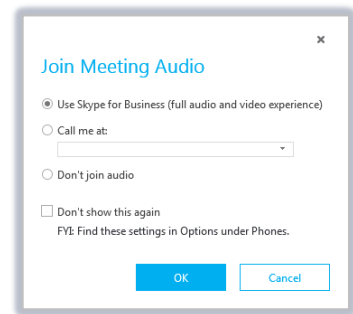 Join Meeting Audio
Use Skype for Business (full audio and video experience)
Call me at:
Don't join audio
Don't show this again
FYI: Find these settings in Options under Phones.
OK
Cancel